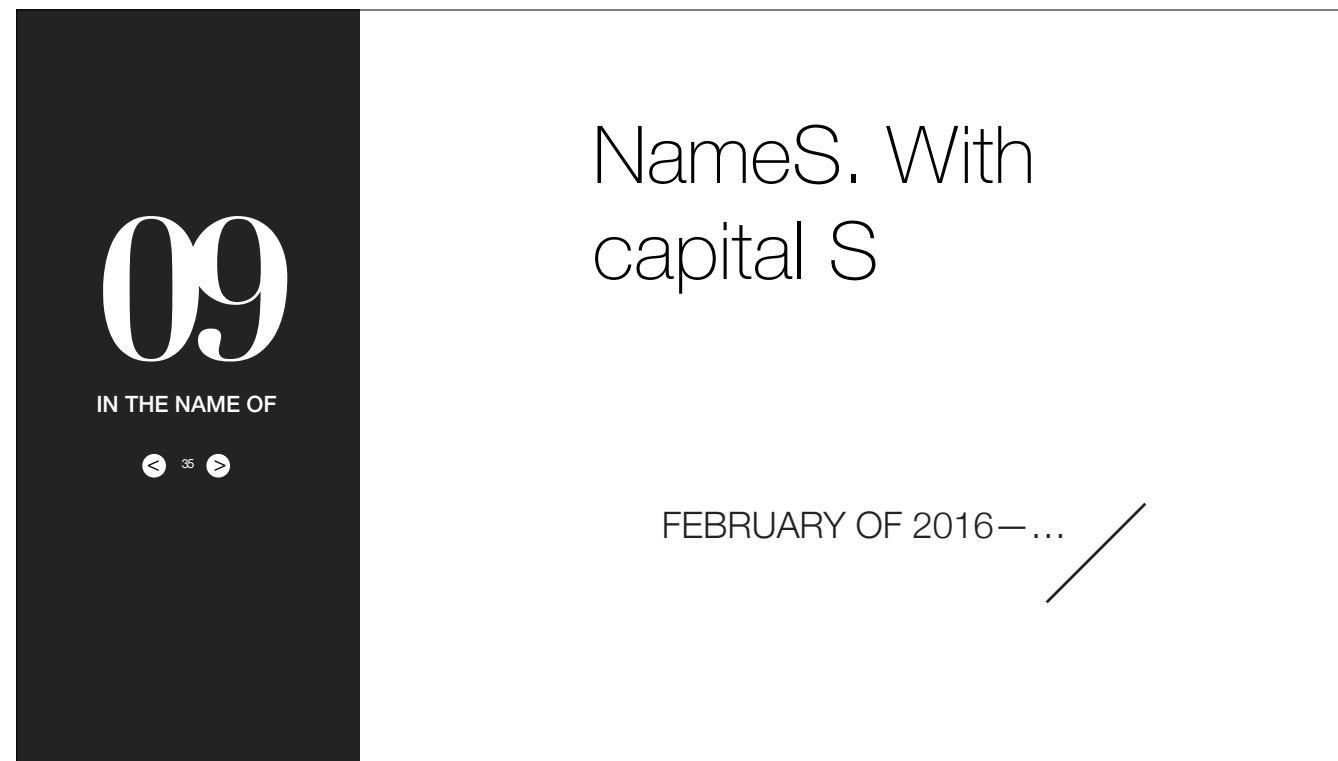 09
IN THE NAME OF
< 35 >
NameS. With
capital S
FEBRUARY OF 2016—…